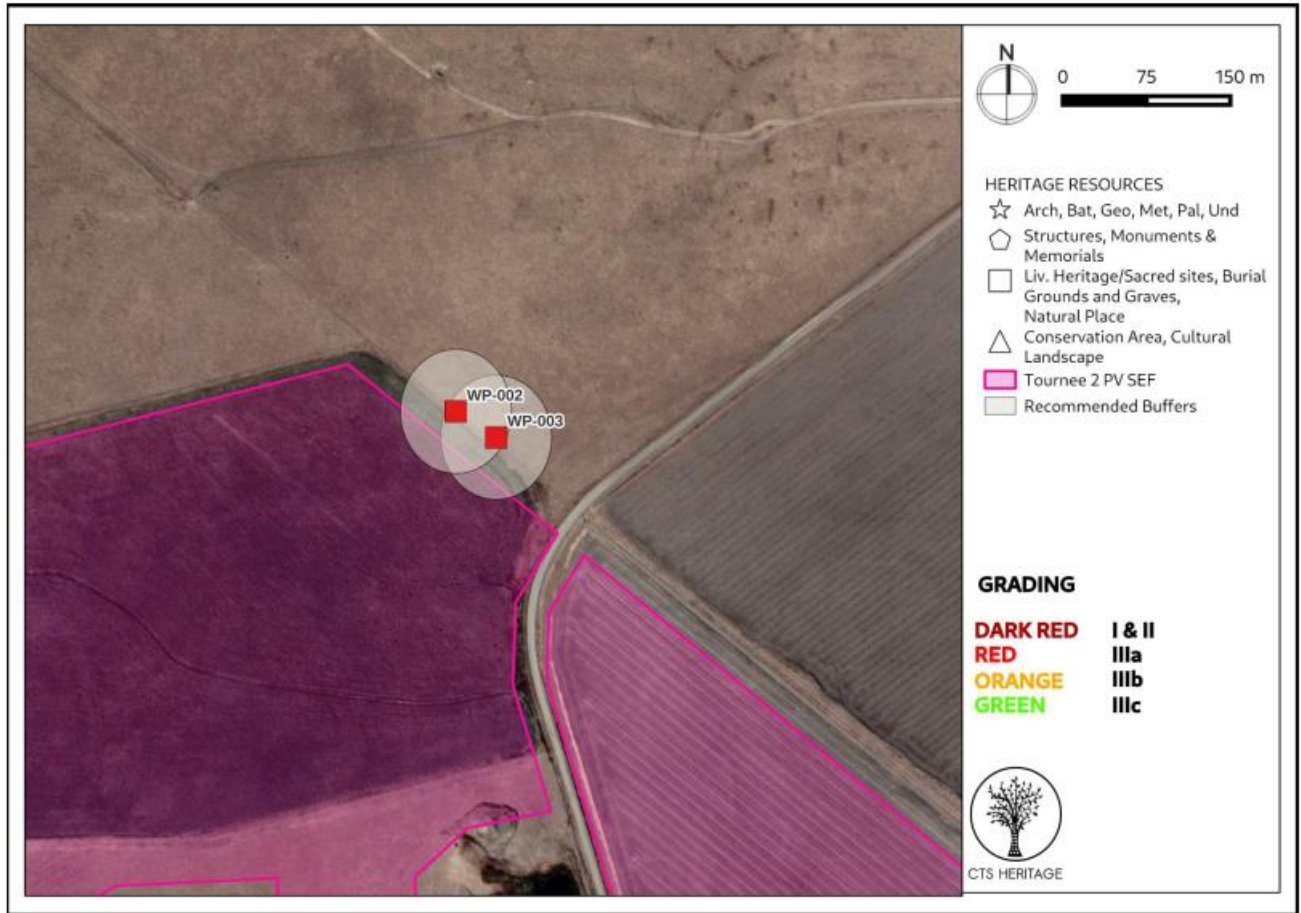 N
0 75 150 m
HERITAGE RESOURCES
Arch, Bat, Geo, Met, Pal, Und
Structures, Monuments &
Memorials
Liv. Heritage/Sacred sites, Burial
Grounds and Graves,
Natural Place
Conservation Area, Cultural
Landscape
Tournee 2 PV SEF
Recommended Buffers
WP-002
WP-003
GRADING
DARK RED I & II
RED IIIa
ORANGE IIIb
GREEN IIIc
CTS HERITAGE